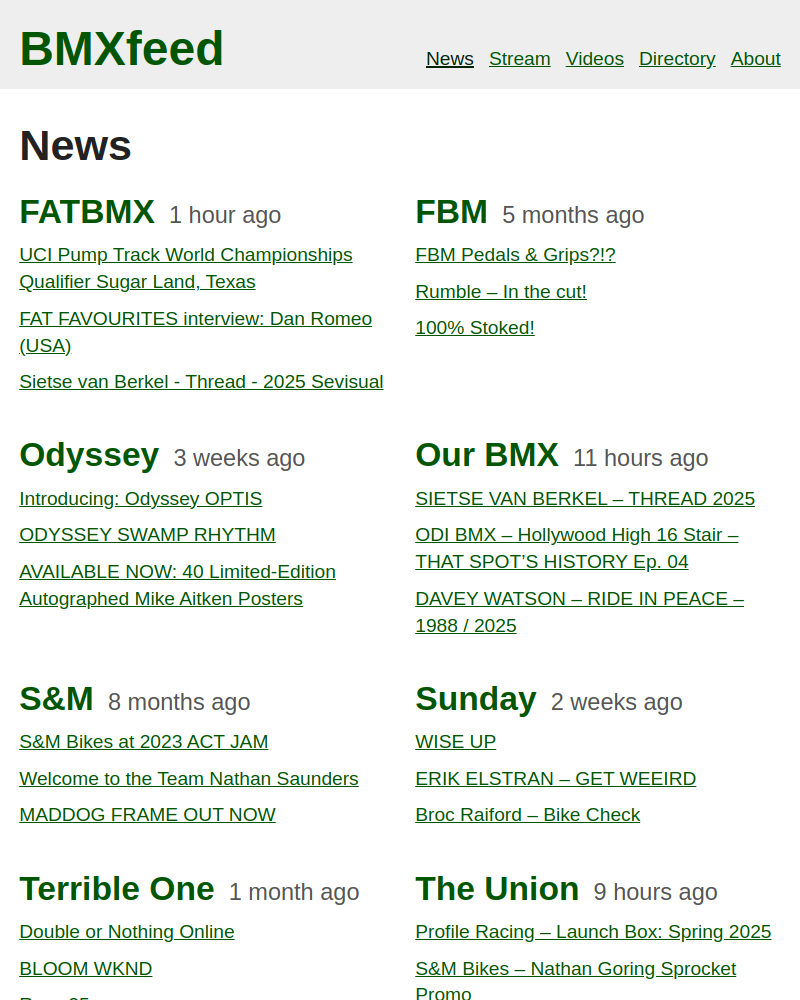 BMXfeed
News Stream Videos Directory About
News
FATBMX 1 hour ago
UCI Pump Track World Championships
Qualifier Sugar Land, Texas
FAT FAVOURITES interview: Dan Romeo
(USA)
Sietse van Berkel - Thread - 2025 Sevisual
FBM 5 months ago
FBM Pedals & Grips?!?
Rumble – In the cut!
100% Stoked!
Odyssey 3 weeks ago
Introducing: Odyssey OPTIS
ODYSSEY SWAMP RHYTHM
AVAILABLE NOW: 40 Limited-Edition
Autographed Mike Aitken Posters
Our BMX 11 hours ago
SIETSE VAN BERKEL – THREAD 2025
ODI BMX – Hollywood High 16 Stair –
THAT SPOT’S HISTORY Ep. 04
DAVEY WATSON – RIDE IN PEACE –
1988 / 2025
S&M 8 months ago
S&M Bikes at 2023 ACT JAM
Welcome to the Team Nathan Saunders
MADDOG FRAME OUT NOW
Sunday 2 weeks ago
WISE UP
ERIK ELSTRAN – GET WEEIRD
Broc Raiford – Bike Check
Terrible One 1 month ago
Double or Nothing Online
BLOOM WKND
The Union 9 hours ago
Profile Racing – Launch Box: Spring 2025
S&M Bikes – Nathan Goring Sprocket
Promo